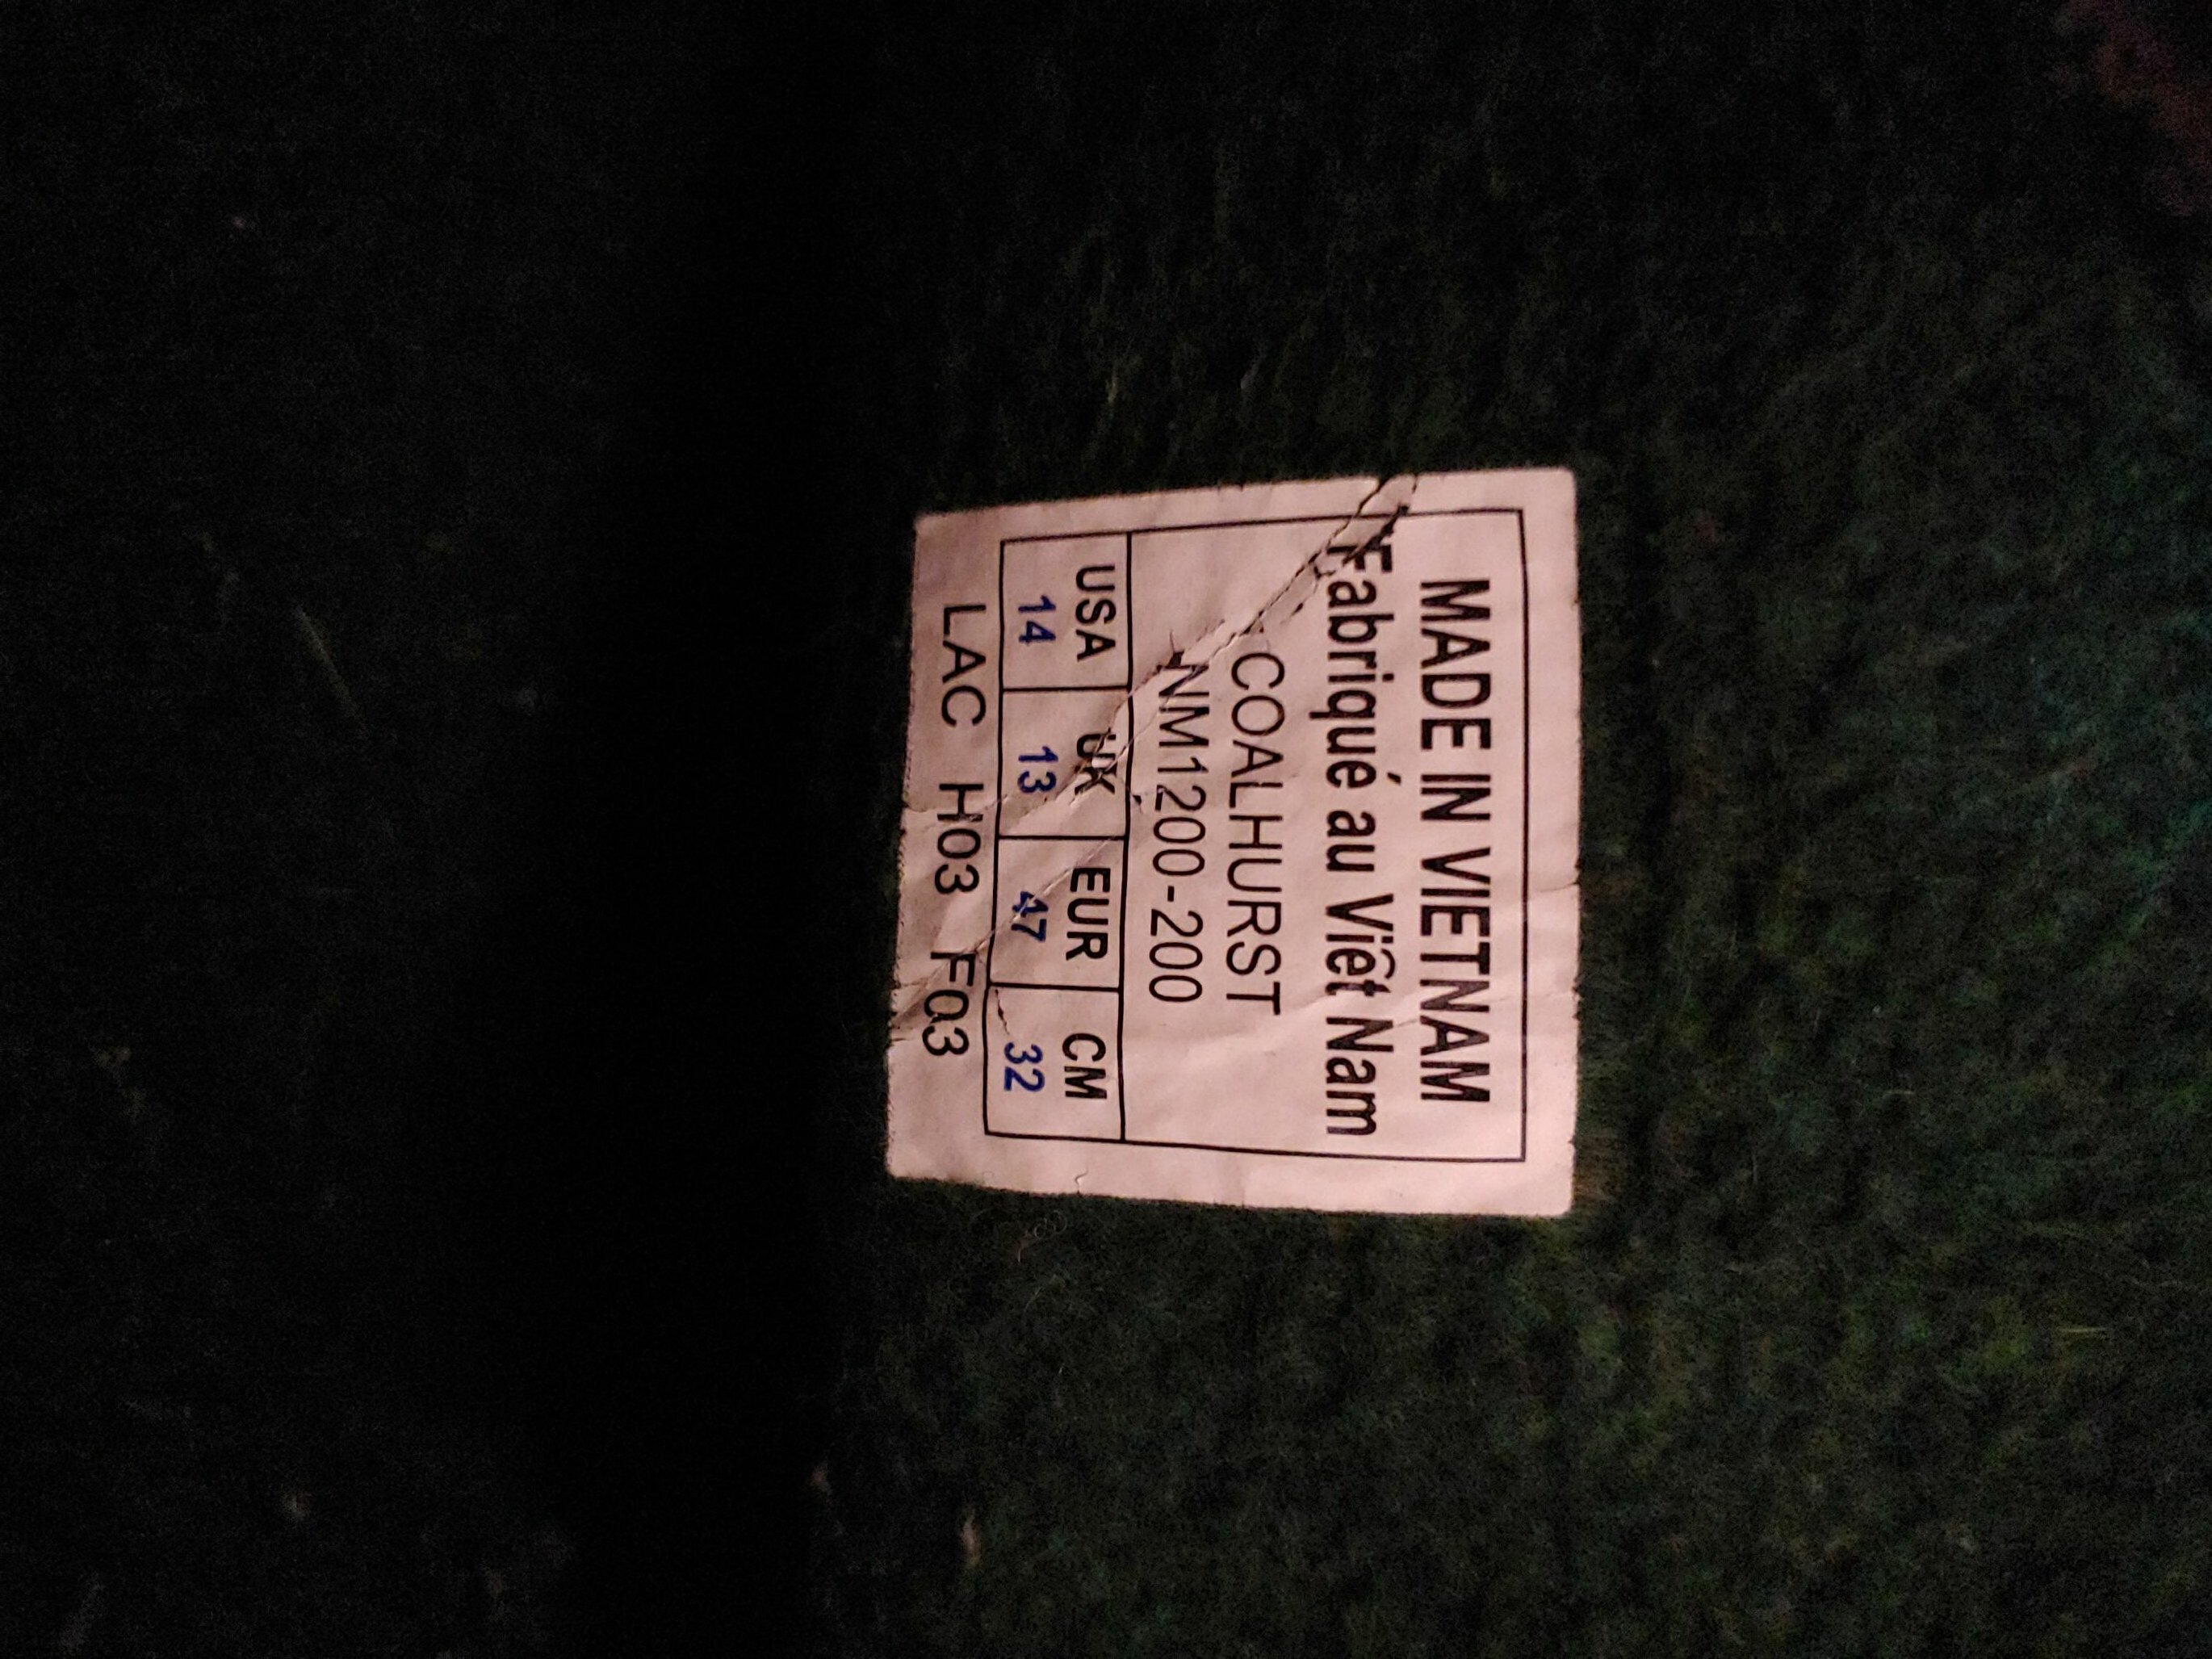 MADE IN VIETNAM
Fabriqué au Viêt Nam
COALHURST
NM1200-200
USA UK EUR CM
14 13 47 32
LAC H03 F03